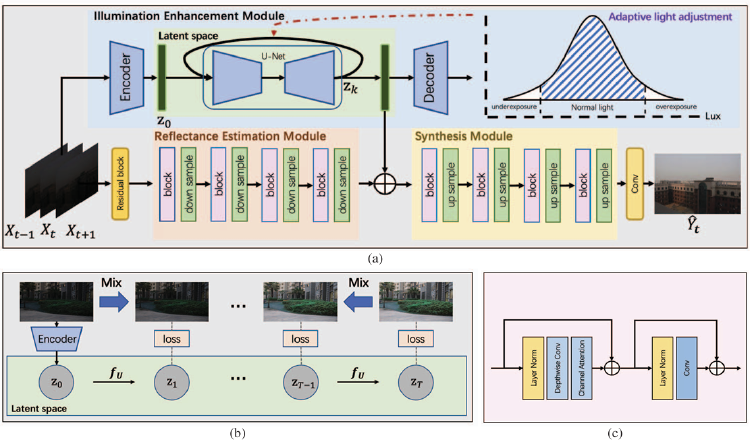 Illumination Enhancement Module
Adaptive light adjustment
Latent space
U-Net
Encoder
Decoder
z_0
z_k
underexposure
Normal light
overexposure
Lux
Reflectance Estimation Module
Synthesis Module
Residual block
block
down sample
block
down sample
block
down sample
block
down sample
block
up sample
block
up sample
block
up sample
block
up sample
Conv
X_{t-1} X_t X_{t+1}
Ŷ_t
(a)
Mix
...
Mix
Encoder
loss
loss
loss
z_0
f_U
z_1
...
z_{T-1}
f_U
z_T
Latent space
(b)
Layer Norm
Depthwise Conv
Channel Attention
Layer Norm
Conv
(c)